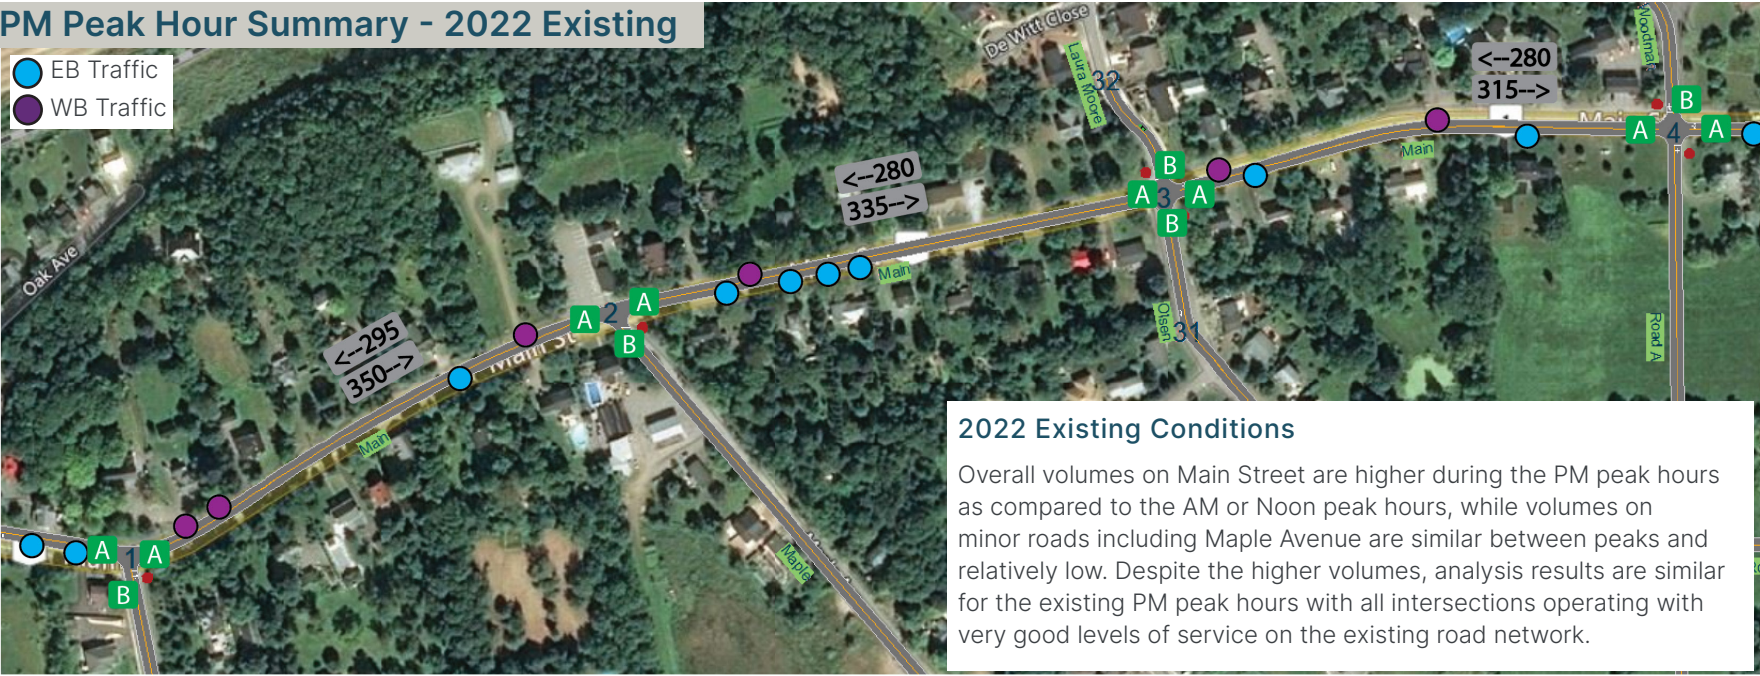 PM Peak Hour Summary - 2022 Existing
EB Traffic
WB Traffic
De Witt Close
Laura Moore
32
Woodmar
<--280
315-->
B
A
4
A
Main
<--280
335-->
B
A
3
A
B
Main
Oak Ave
Olsen
31
Road A
A
2
A
B
<--295
350-->
Main St
Main
A
1
A
B
Maple
2022 Existing Conditions
Overall volumes on Main Street are higher during the PM peak hours
as compared to the AM or Noon peak hours, while volumes on
minor roads including Maple Avenue are similar between peaks and
relatively low. Despite the higher volumes, analysis results are similar
for the existing PM peak hours with all intersections operating with
very good levels of service on the existing road network.